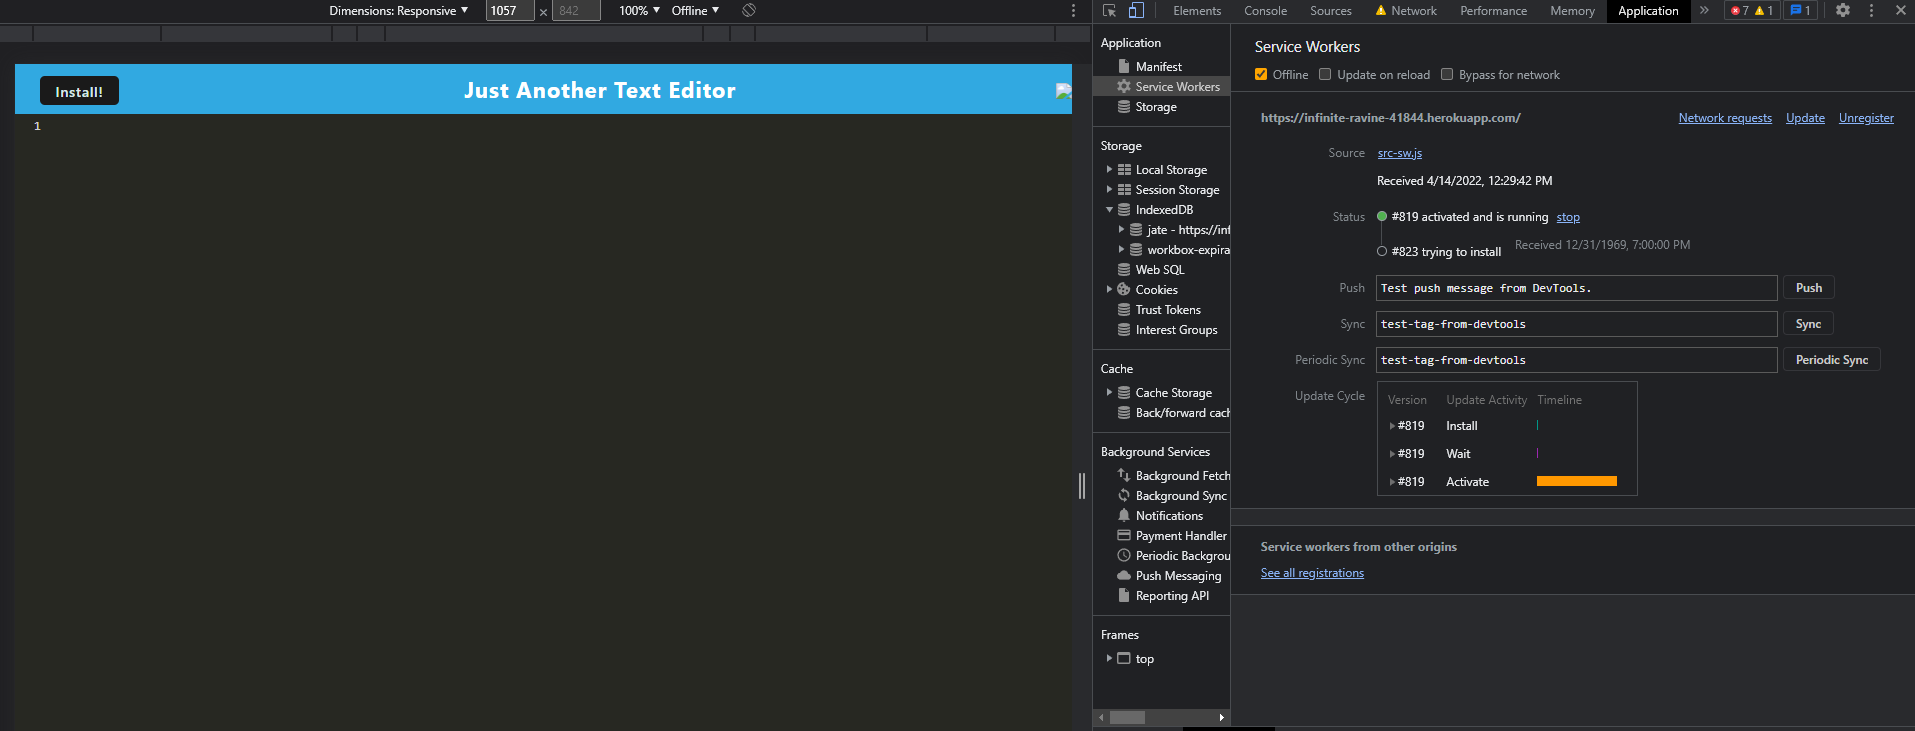 Dimensions: Responsive ▼ 1057 × 842 100% ▼ Offline ▼
Install!
Just Another Text Editor
1
Elements Console Sources Network Performance Memory Application » 7 1 1
Application
Manifest
Service Workers
Storage
Storage
Local Storage
Session Storage
IndexedDB
jate - https://inf
workbox-expira
Web SQL
Cookies
Trust Tokens
Interest Groups
Cache
Cache Storage
Back/forward cach
Background Services
Background Fetch
Background Sync
Notifications
Payment Handler
Periodic Backgrou
Push Messaging
Reporting API
Frames
top
Service Workers
Offline Update on reload Bypass for network
https://infinite-ravine-41844.herokuapp.com/ Network requests Update Unregister
Source src-sw.js
Received 4/14/2022, 12:29:42 PM
Status #819 activated and is running stop
#823 trying to install Received 12/31/1969, 7:00:00 PM
Push Test push message from DevTools. Push
Sync test-tag-from-devtools Sync
Periodic Sync test-tag-from-devtools Periodic Sync
Update Cycle Version Update Activity Timeline
#819 Install
#819 Wait
#819 Activate
Service workers from other origins
See all registrations